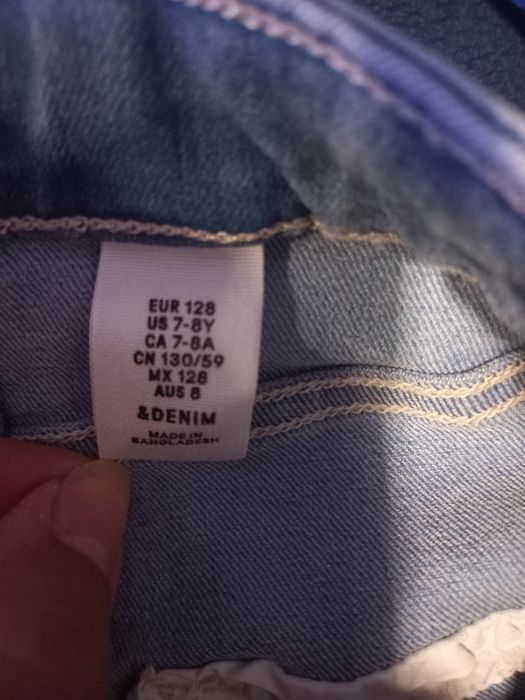 EUR 128
US 7-8Y
CA 7-8A
CN 130/59
MX 128
AUS 8
&DENIM
MADE IN
BANGLADESH